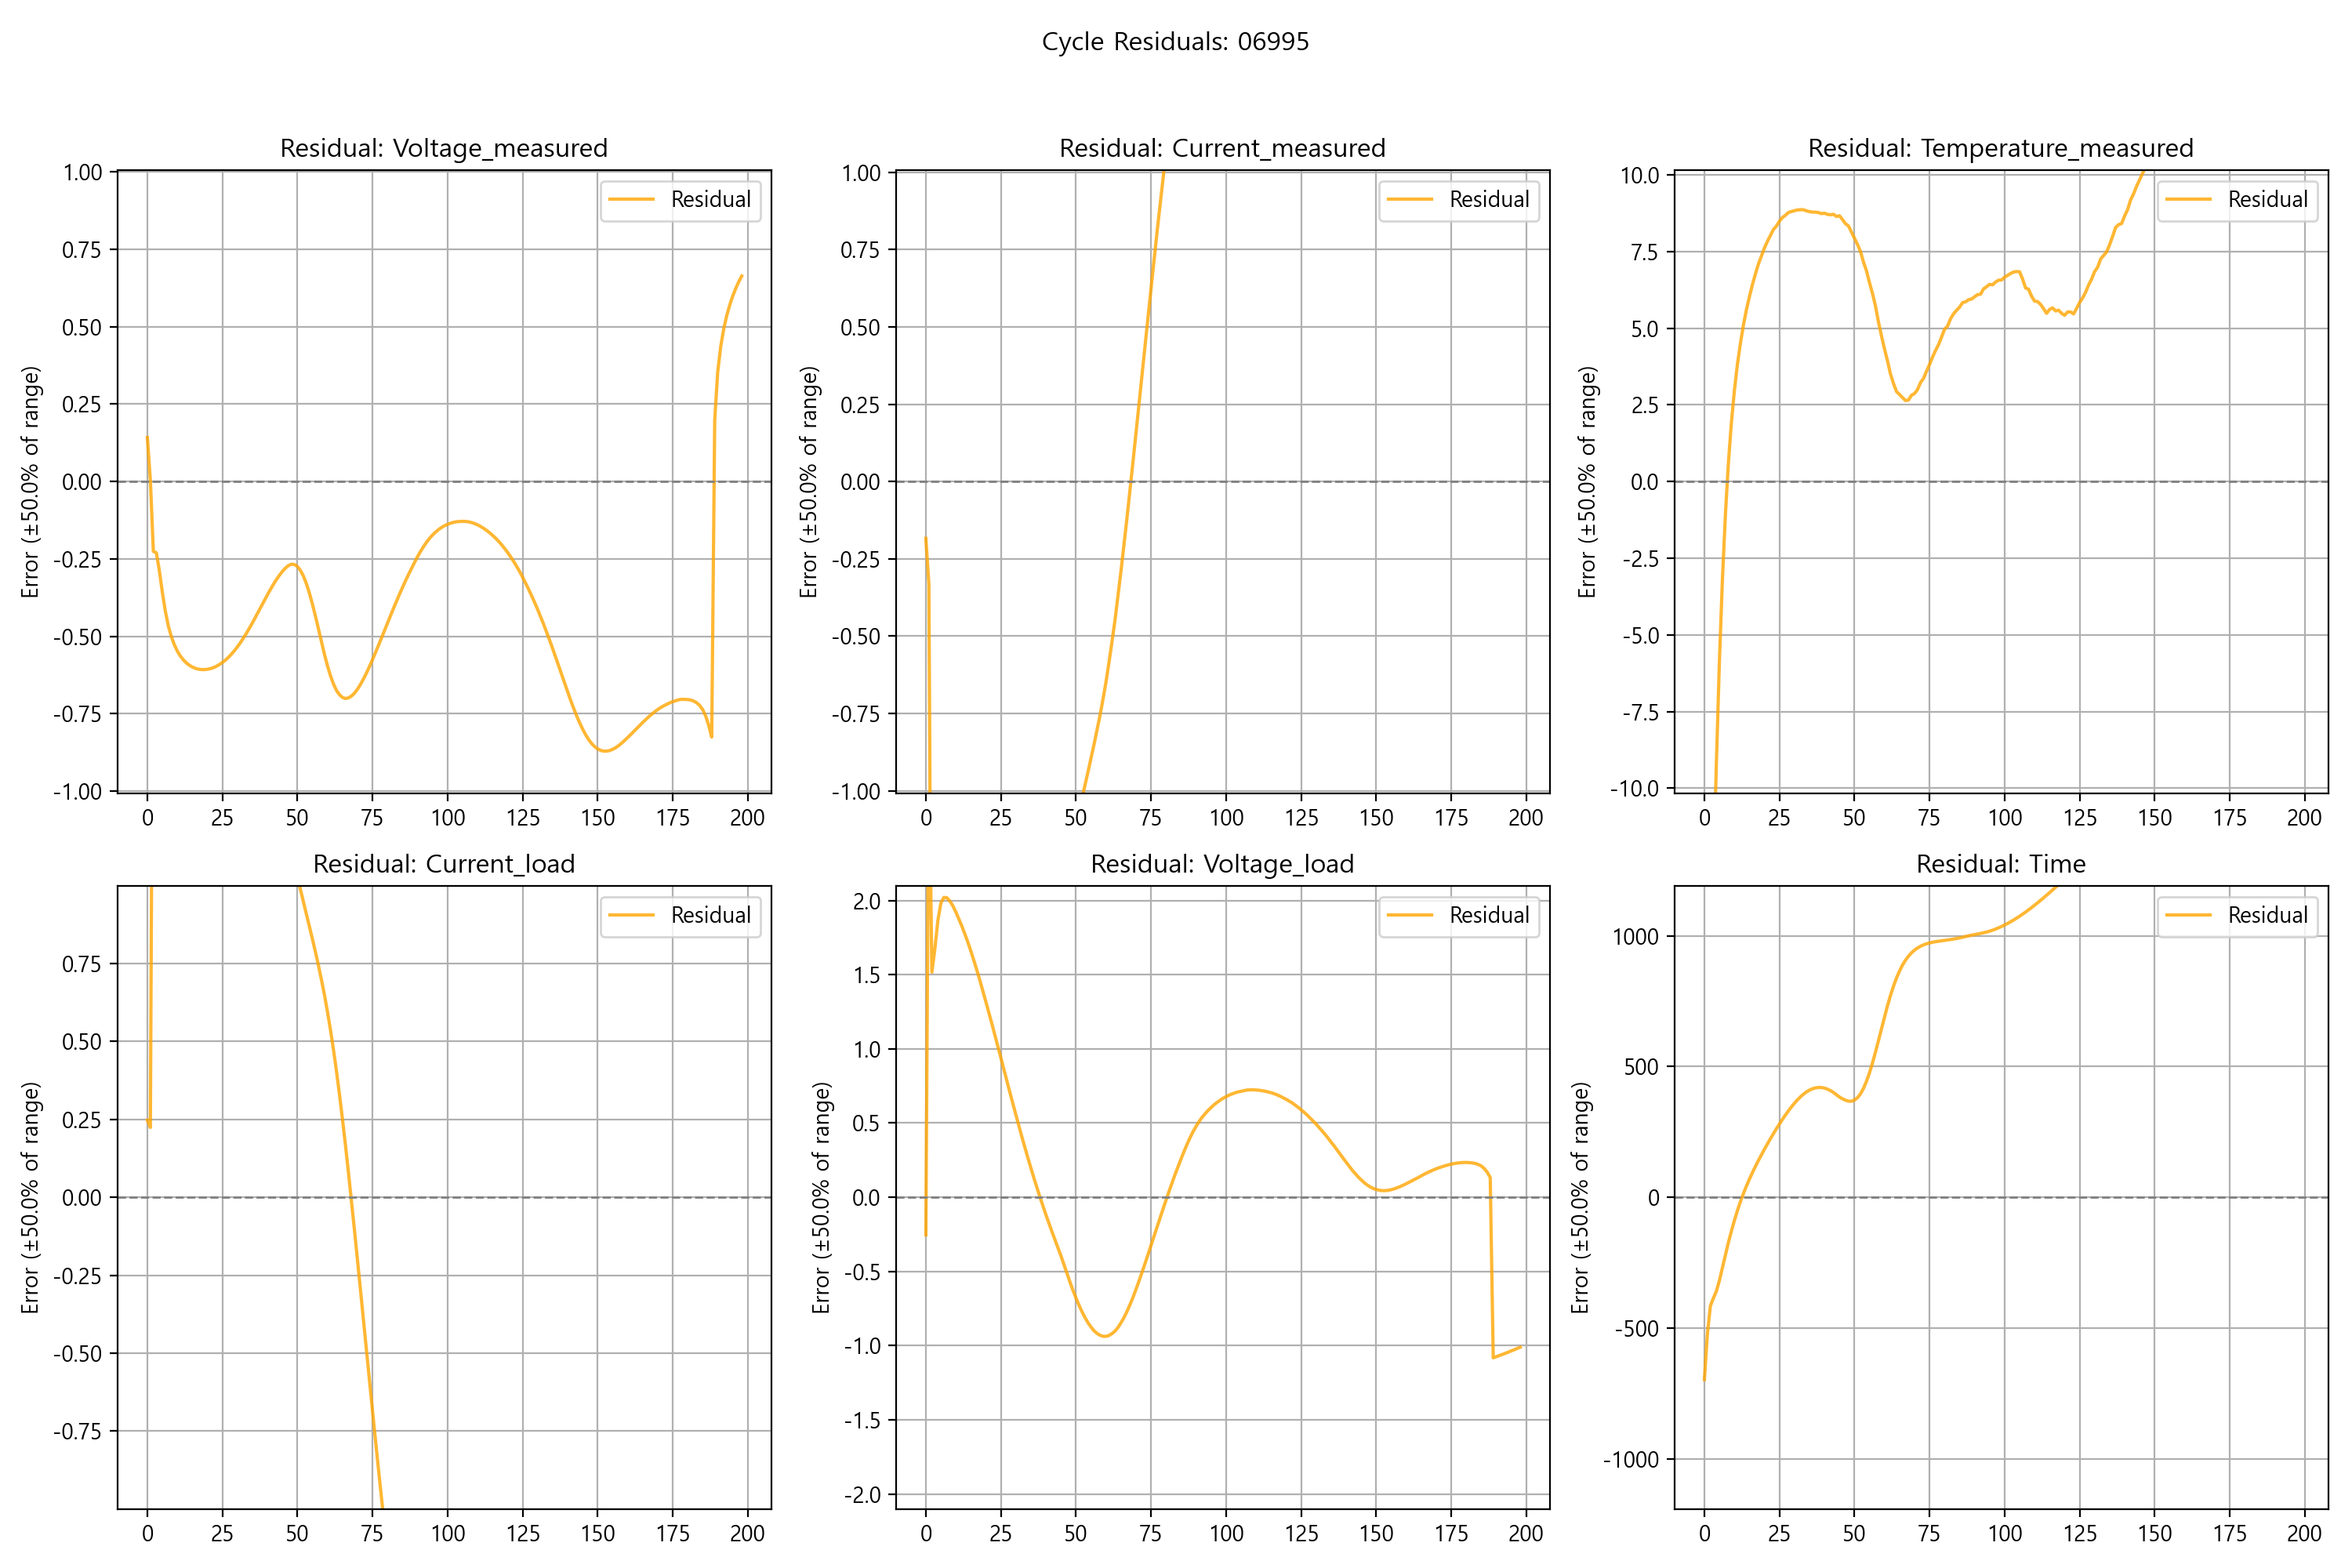 Cycle Residuals: 06995
Residual: Voltage_measured
Residual: Current_measured
Residual: Temperature_measured
Error (±50.0% of range)
1.00
0.75
0.50
0.25
0.00
-0.25
-0.50
-0.75
-1.00
0 25 50 75 100 125 150 175 200
Residual
Error (±50.0% of range)
1.00
0.75
0.50
0.25
0.00
-0.25
-0.50
-0.75
-1.00
0 25 50 75 100 125 150 175 200
Residual
Error (±50.0% of range)
10.0
7.5
5.0
2.5
0.0
-2.5
-5.0
-7.5
-10.0
0 25 50 75 100 125 150 175 200
Residual
Residual: Current_load
Residual: Voltage_load
Residual: Time
Error (±50.0% of range)
0.75
0.50
0.25
0.00
-0.25
-0.50
-0.75
0 25 50 75 100 125 150 175 200
Residual
Error (±50.0% of range)
2.0
1.5
1.0
0.5
0.0
-0.5
-1.0
-1.5
-2.0
0 25 50 75 100 125 150 175 200
Residual
Error (±50.0% of range)
1000
500
0
-500
-1000
0 25 50 75 100 125 150 175 200
Residual